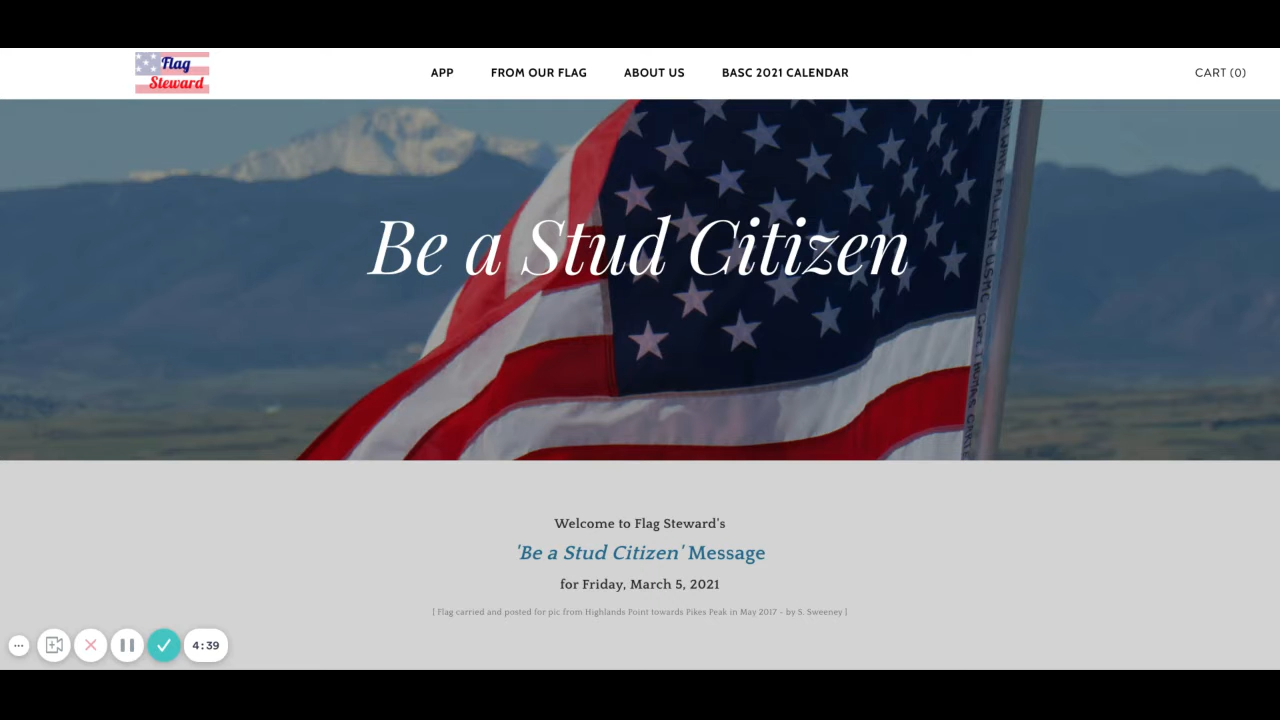 Flag
Steward
APP
FROM OUR FLAG
ABOUT US
BASC 2021 CALENDAR
CART (0)
Be a Stud Citizen
Welcome to Flag Steward's
'Be a Stud Citizen' Message
for Friday, March 5, 2021
[ Flag carried and posted for pic from Highlands Point towards Pikes Peak in May 2017 - by S. Sweeney ]
4:39